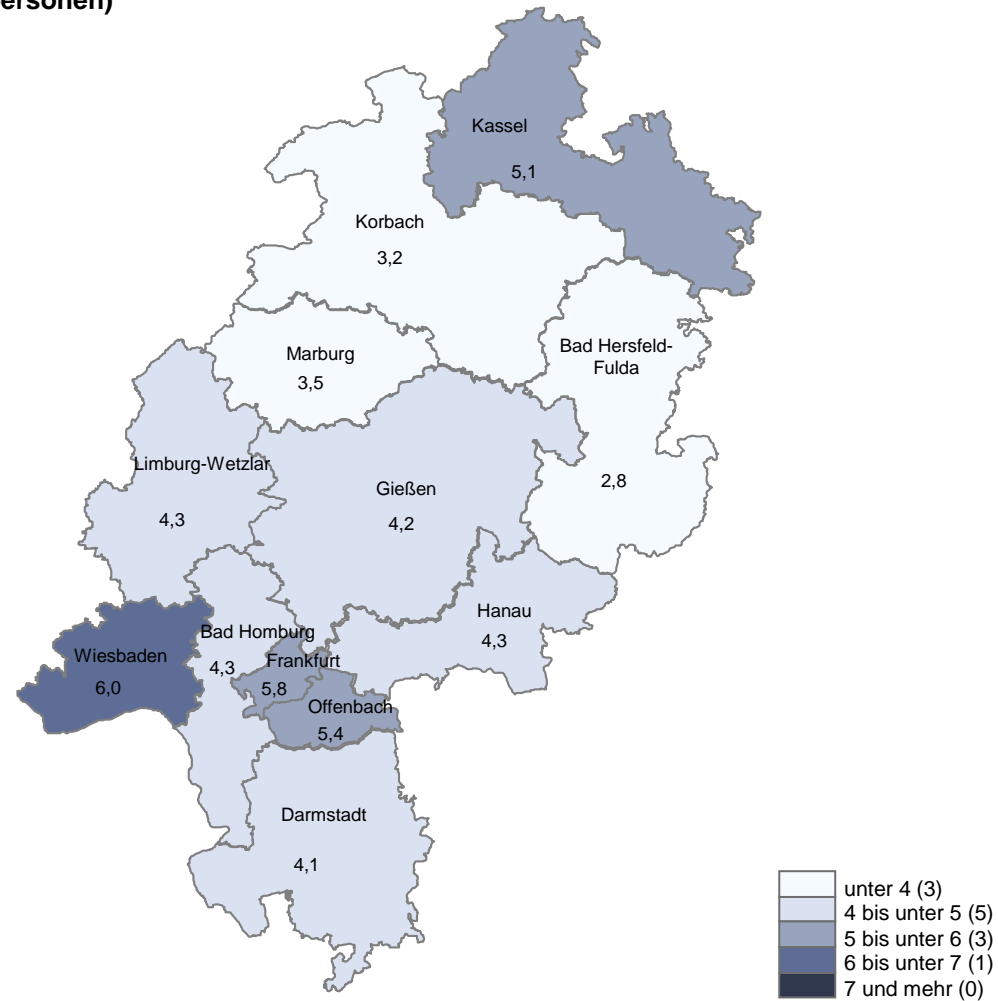 ersonen)
Kassel
5,1
Korbach
3,2
Bad Hersfeld-
Fulda
2,8
Marburg
3,5
Limburg-Wetzlar
4,3
Gießen
4,2
Hanau
4,3
Bad Homburg
4,3
Wiesbaden
6,0
Frankfurt
5,8
Offenbach
5,4
Darmstadt
4,1
unter 4 (3)
4 bis unter 5 (5)
5 bis unter 6 (3)
6 bis unter 7 (1)
7 und mehr (0)